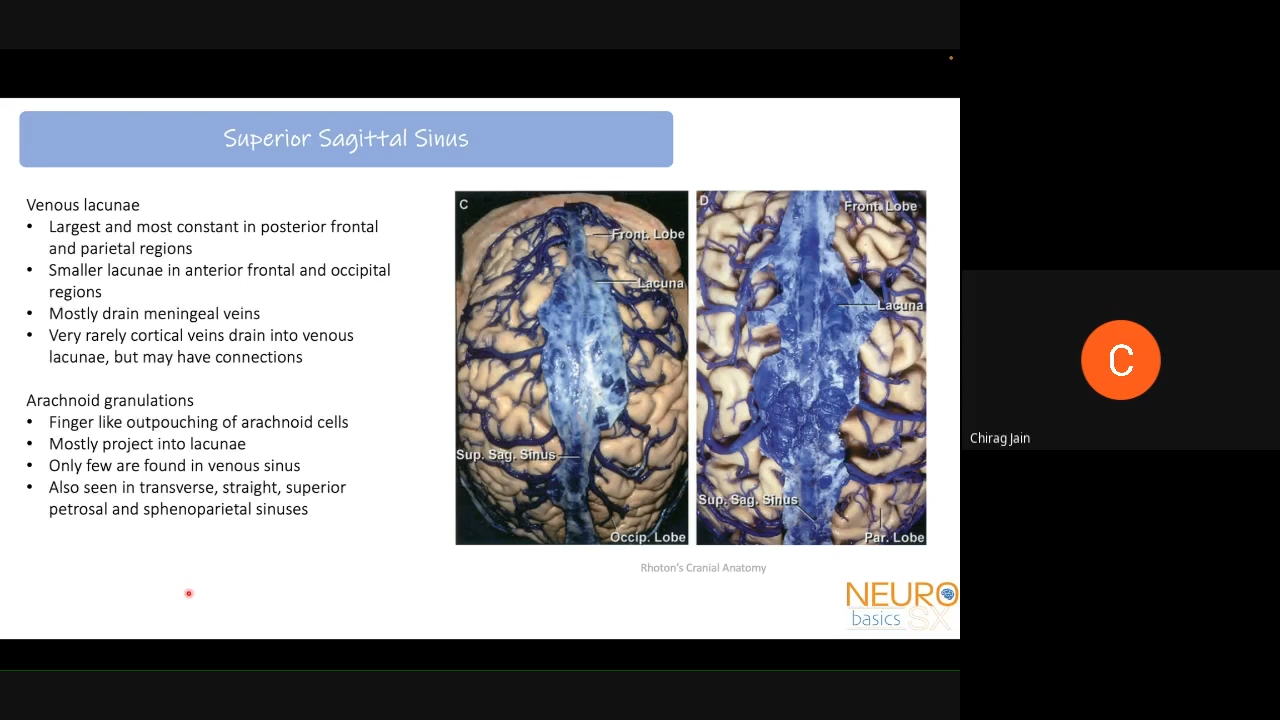 Superior Sagittal Sinus
Venous lacunae
• Largest and most constant in posterior frontal
and parietal regions
• Smaller lacunae in anterior frontal and occipital
regions
• Mostly drain meningeal veins
• Very rarely cortical veins drain into venous
lacunae, but may have connections
Arachnoid granulations
• Finger like outpouching of arachnoid cells
• Mostly project into lacunae
• Only few are found in venous sinus
• Also seen in transverse, straight, superior
petrosal and sphenoparietal sinuses
C
Front. Lobe
Lacuna
Sup. Sag. Sinus
Occip. Lobe
D
Front. Lobe
Lacuna
Sup. Sag. Sinus
Par. Lobe
Rhoton's Cranial Anatomy
NEURO
basics SX
C
Chirag Jain